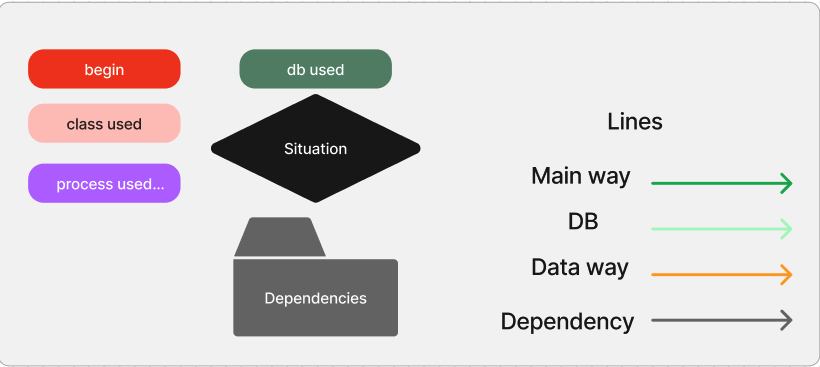 begin
class used
process used...
db used
Situation
Dependencies
Lines
Main way
DB
Data way
Dependency